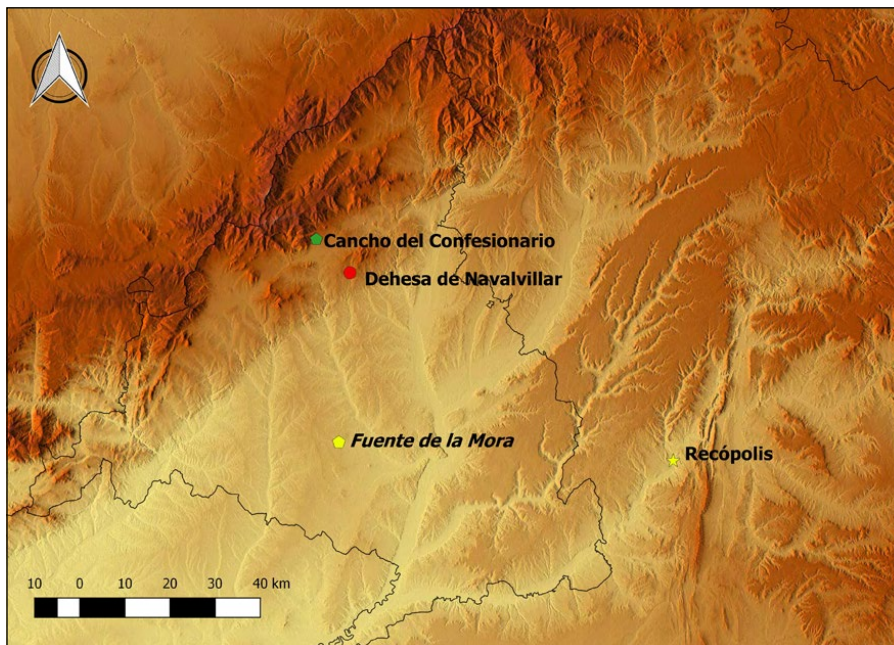 Cancho del Confesionario
Dehesa de Navalvillar
Fuente de la Mora
Recópolis
10 0 10 20 30 40 km